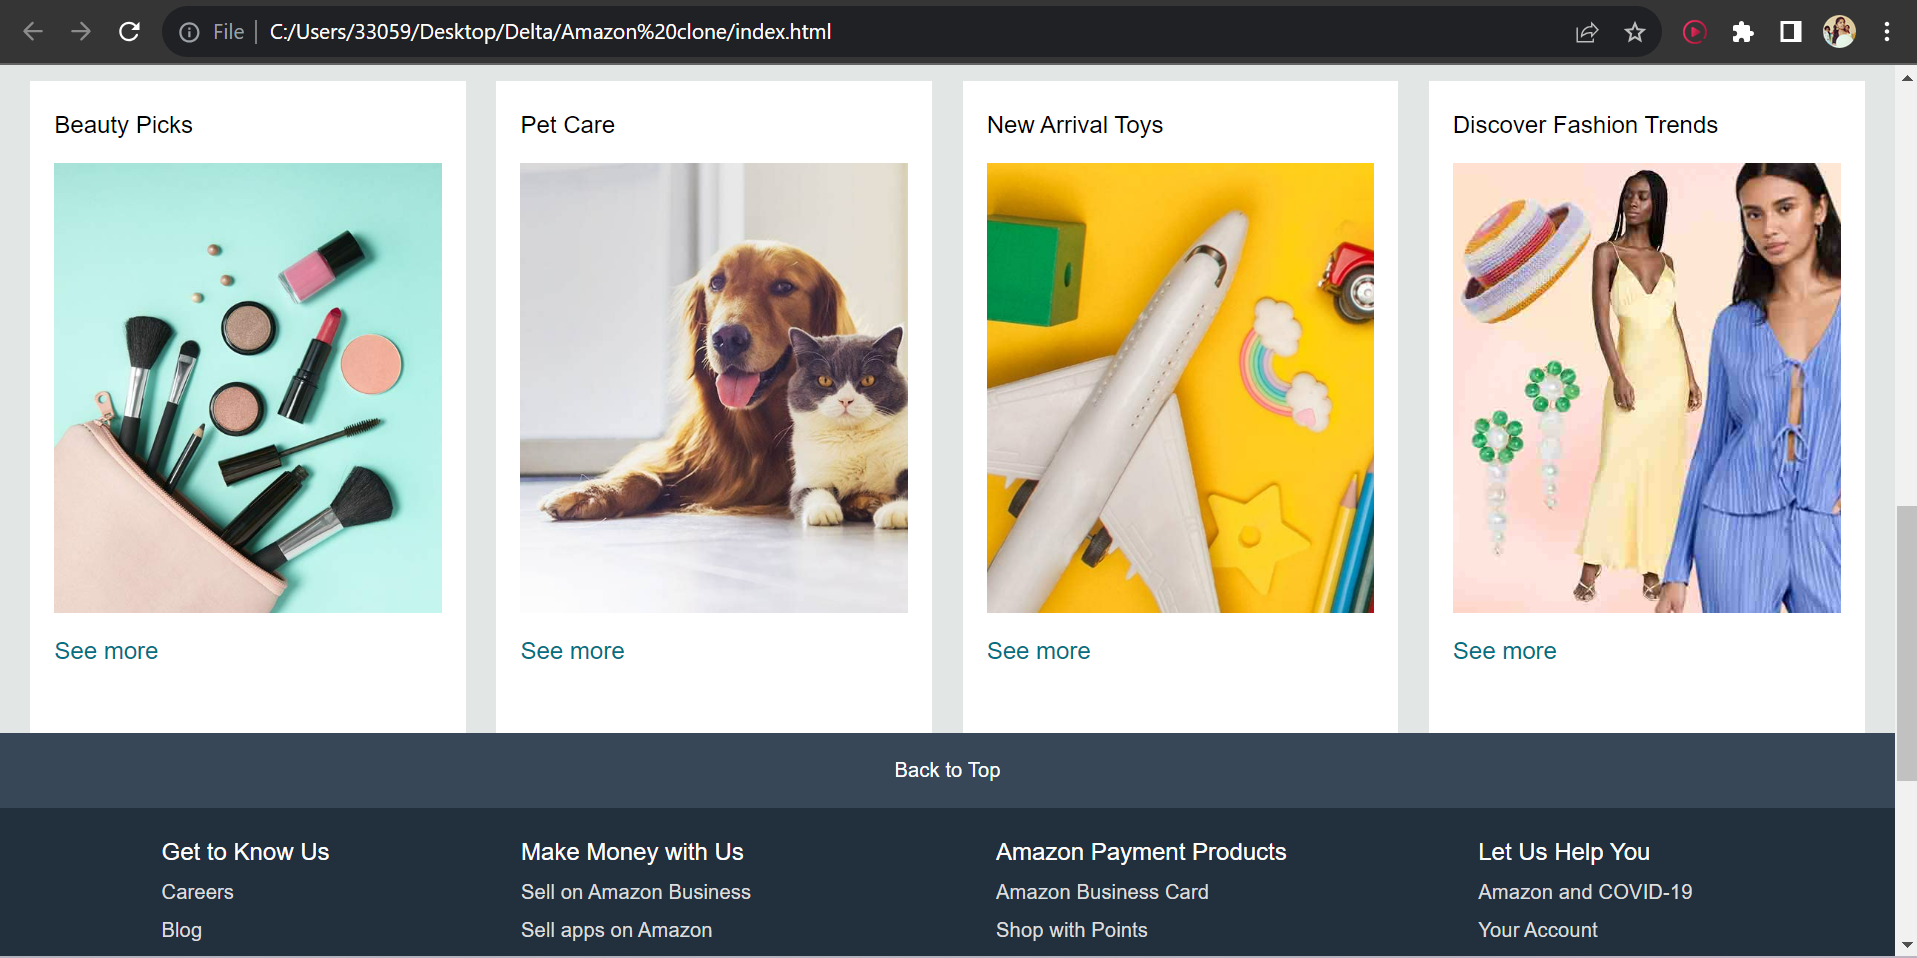 File C:/Users/33059/Desktop/Delta/Amazon%20clone/index.html
Beauty Picks
Pet Care
New Arrival Toys
Discover Fashion Trends
See more
See more
See more
See more
Back to Top
Get to Know Us
Make Money with Us
Amazon Payment Products
Let Us Help You
Careers
Sell on Amazon Business
Amazon Business Card
Amazon and COVID-19
Blog
Sell apps on Amazon
Shop with Points
Your Account